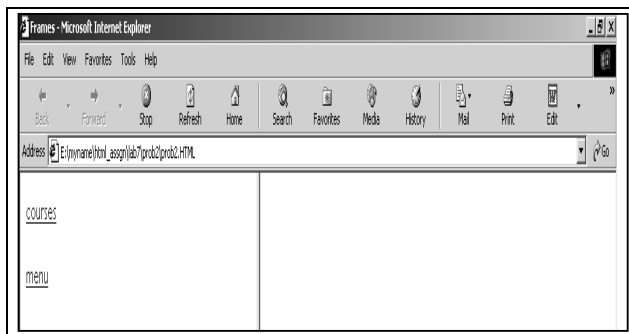 Frames - Microsoft Internet Explorer
File Edit View Favorites Tools Help
Back Forward Stop Refresh Home Search Favorites Media History Mail Print Edit »
Address E:\myname\html_assgn\lab7\prob2\prob2.HTML Go
courses
menu